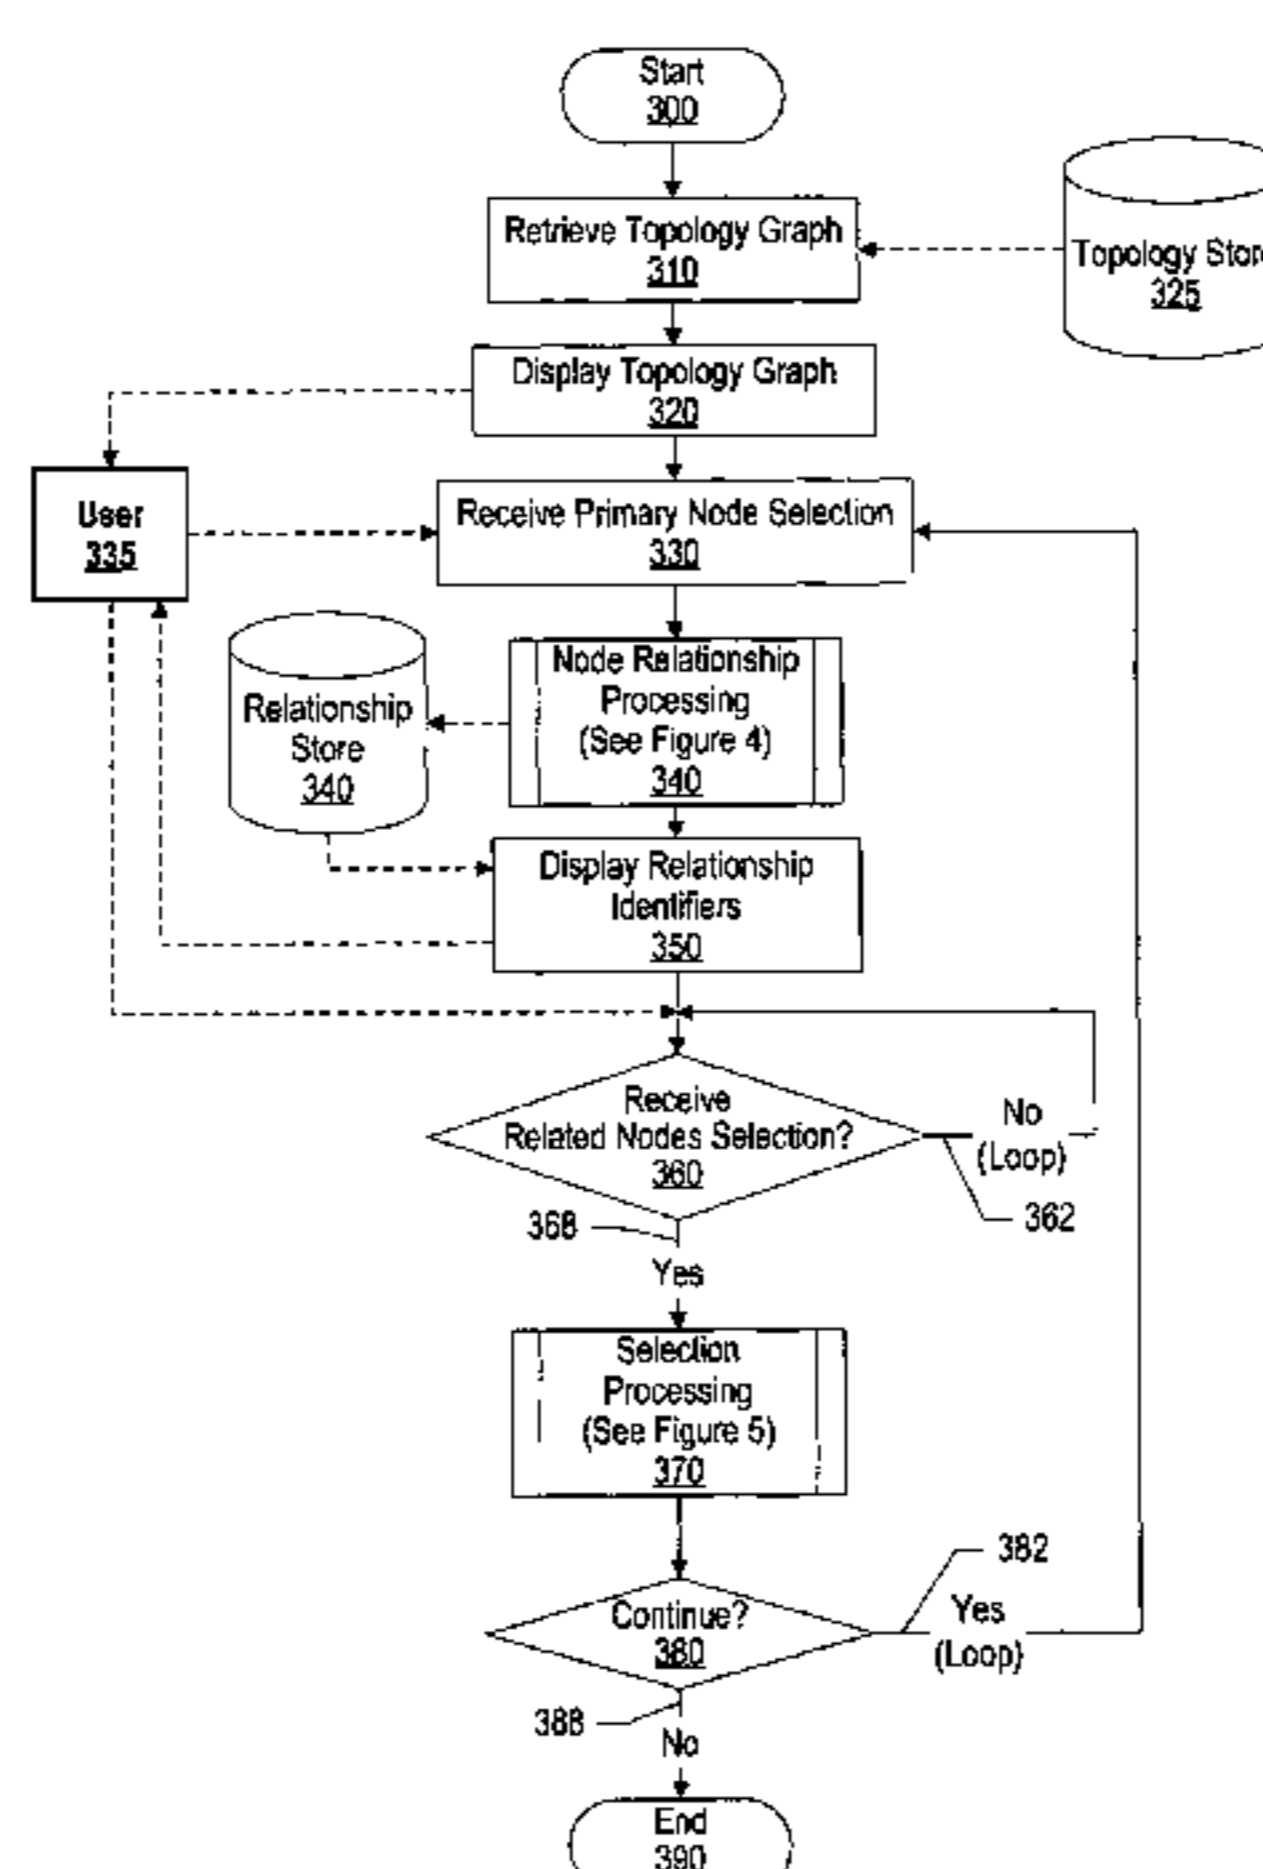 Start
300
Retrieve Topology Graph
310
Topology Stor
325
Display Topology Graph
320
User
335
Receive Primary Node Selection
330
Relationship
Store
340
Node Relationship
Processing
(See Figure 4)
340
Display Relationship
Identifiers
350
Receive
Related Nodes Selection?
360
No
(Loop)
362
368
Yes
Selection
Processing
(See Figure 5)
370
Continue?
380
382
Yes
(Loop)
388
No
End
390